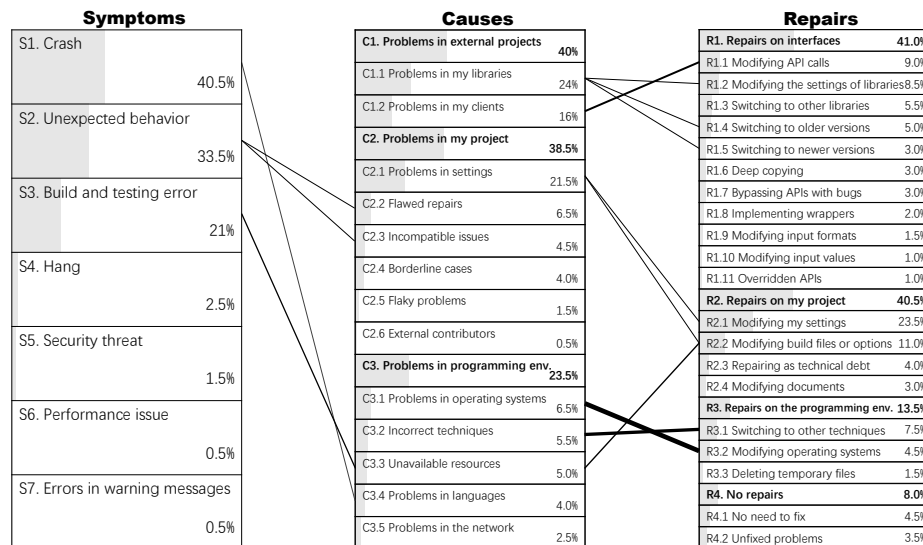 Symptoms
S1. Crash
40.5%
S2. Unexpected behavior
33.5%
S3. Build and testing error
21%
S4. Hang
2.5%
S5. Security threat
1.5%
S6. Performance issue
0.5%
S7. Errors in warning messages
0.5%
Causes
C1. Problems in external projects
40%
C1.1 Problems in my libraries
24%
C1.2 Problems in my clients
16%
C2. Problems in my project
38.5%
C2.1 Problems in settings
21.5%
C2.2 Flawed repairs
6.5%
C2.3 Incompatible issues
4.5%
C2.4 Borderline cases
4.0%
C2.5 Flaky problems
1.5%
C2.6 External contributors
0.5%
C3. Problems in programming env.
23.5%
C3.1 Problems in operating systems
6.5%
C3.2 Incorrect techniques
5.5%
C3.3 Unavailable resources
5.0%
C3.4 Problems in languages
4.0%
C3.5 Problems in the network
2.5%
Repairs
R1. Repairs on interfaces 41.0%
R1.1 Modifying API calls 9.0%
R1.2 Modifying the settings of libraries 8.5%
R1.3 Switching to other libraries 5.5%
R1.4 Switching to older versions 5.0%
R1.5 Switching to newer versions 3.0%
R1.6 Deep copying 3.0%
R1.7 Bypassing APIs with bugs 3.0%
R1.8 Implementing wrappers 2.0%
R1.9 Modifying input formats 1.5%
R1.10 Modifying input values 1.0%
R1.11 Overridden APIs 1.0%
R2. Repairs on my project 40.5%
R2.1 Modifying my settings 23.5%
R2.2 Modifying build files or options 11.0%
R2.3 Repairing as technical debt 4.0%
R2.4 Modifying documents 3.0%
R3. Repairs on the programming env. 13.5%
R3.1 Switching to other techniques 7.5%
R3.2 Modifying operating systems 4.5%
R3.3 Deleting temporary files 1.5%
R4. No repairs 8.0%
R4.1 No need to fix 4.5%
R4.2 Unfixed problems 3.5%